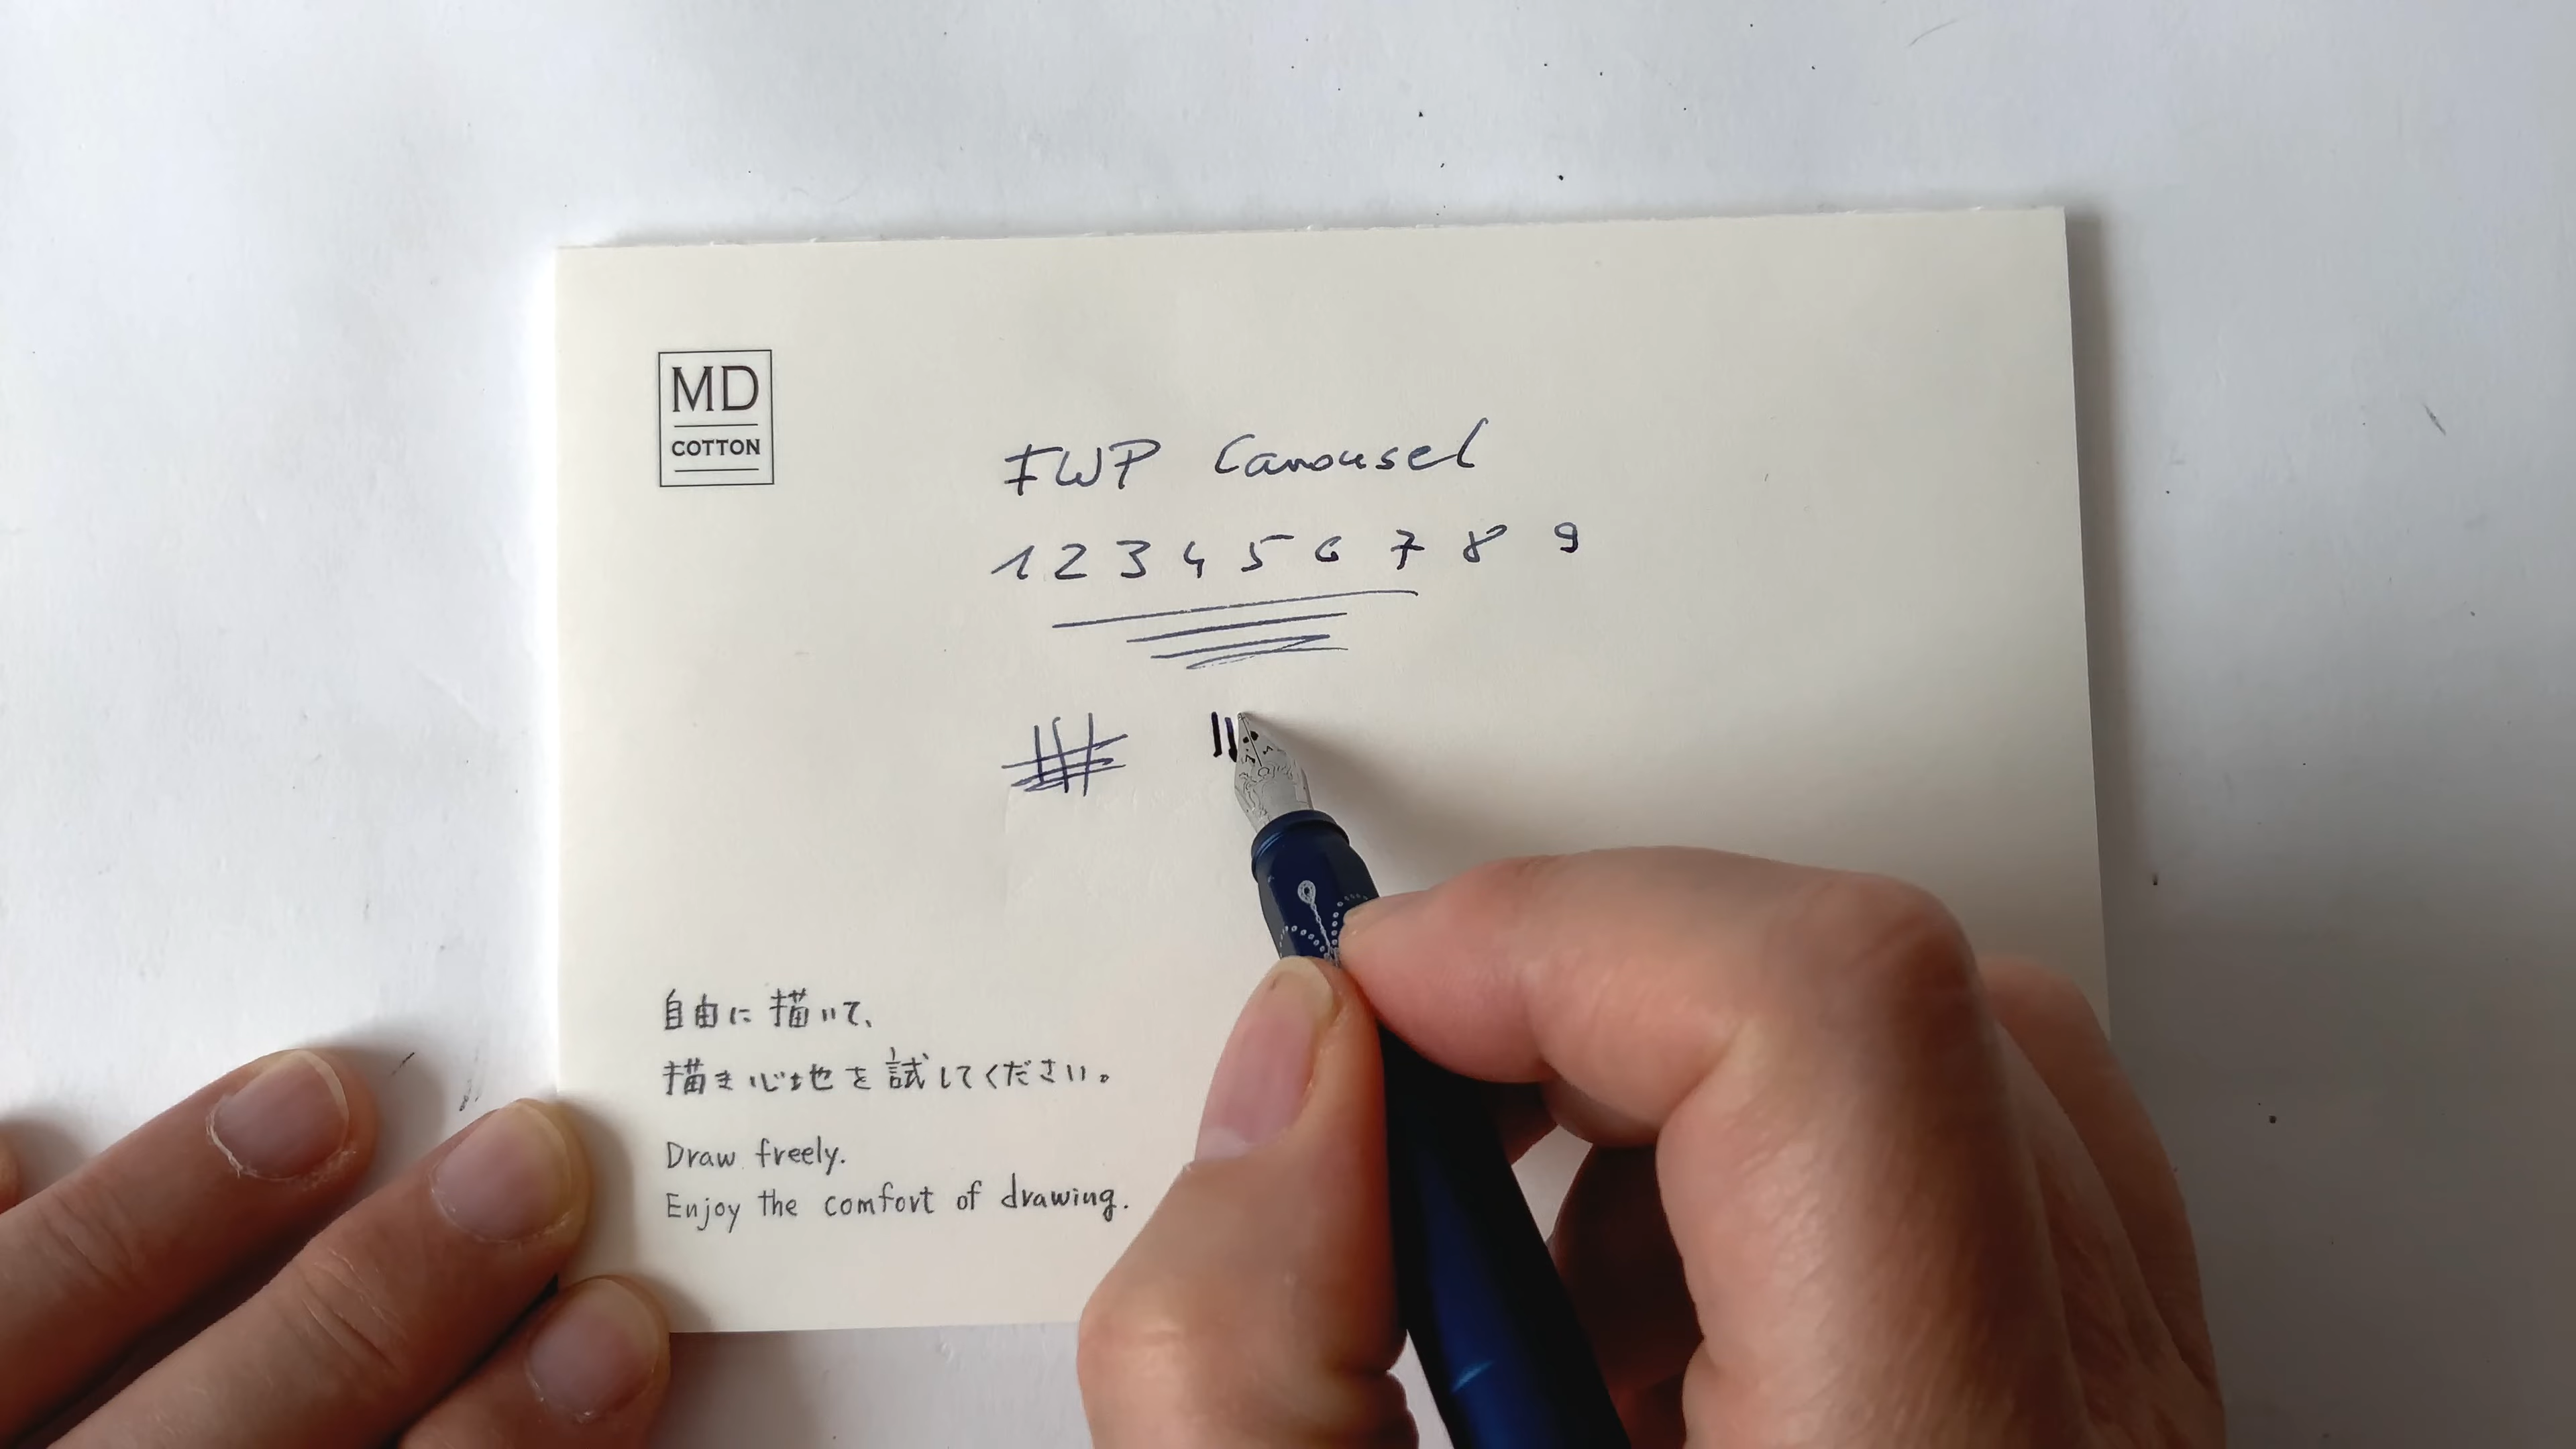 MD
COTTON
FWP Carousel
1 2 3 4 5 6 7 8 9
自由に描いて、
描き心地を試してください。
Draw freely.
Enjoy the comfort of drawing.